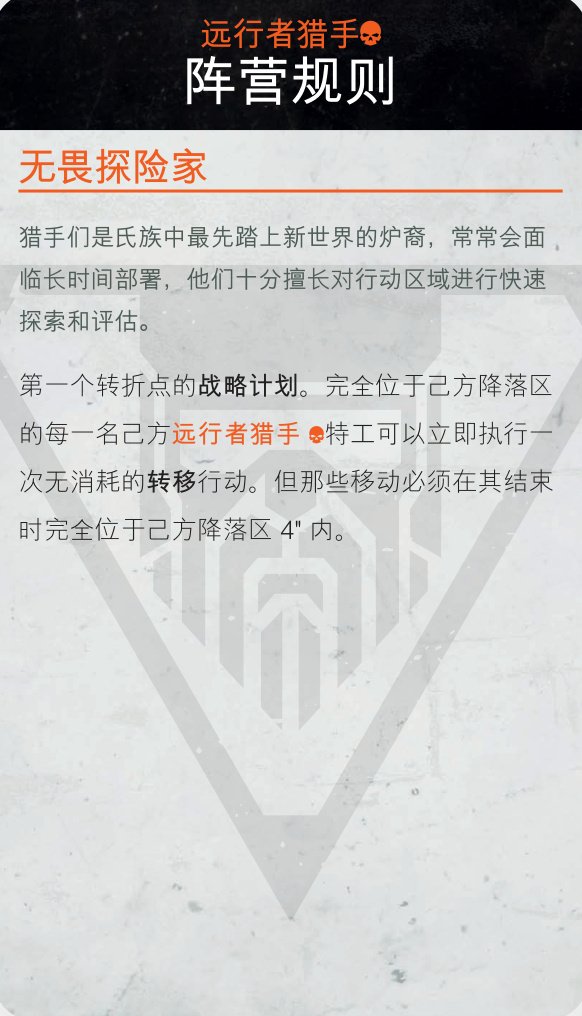 远行者猎手
阵营规则
无畏探险家
猎手们是氏族中最先踏上新世界的炉裔，常常会面
临长时间部署，他们十分擅长对行动区域进行快速
探索和评估。
第一个转折点的战略计划。完全位于己方降落区
的每一名己方远行者猎手特工可以立即执行一
次无消耗的转移行动。但那些移动必须在其结束
时完全位于己方降落区 4" 内。